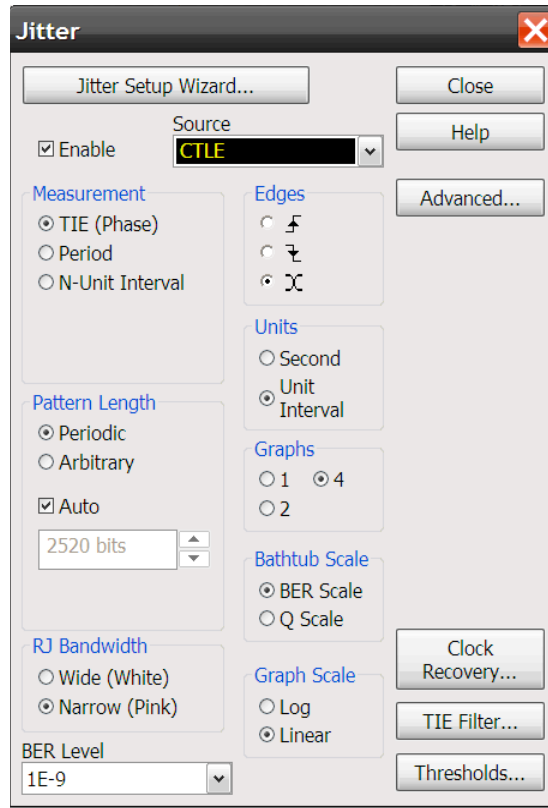 Jitter
Jitter Setup Wizard...
Close
Source
Enable
CTLE
Help
Advanced...
Measurement
TIE (Phase)
Period
N-Unit Interval
Edges
Units
Second
Unit
Interval
Pattern Length
Periodic
Arbitrary
Auto
2520 bits
Graphs
1
4
2
Bathtub Scale
BER Scale
Q Scale
RJ Bandwidth
Wide (White)
Narrow (Pink)
Graph Scale
Log
Linear
BER Level
1E-9
Clock
Recovery...
TIE Filter...
Thresholds...